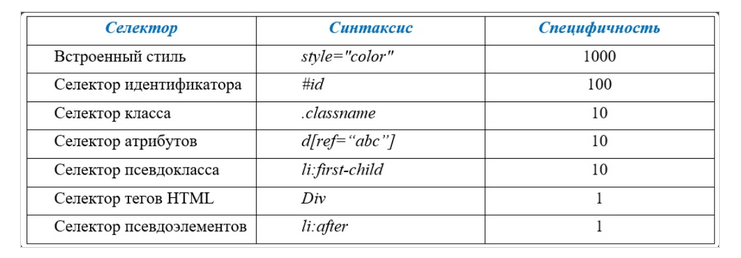 Селектор Синтаксис Специфичность
Встроенный стиль style="color" 1000
Селектор идентификатора #id 100
Селектор класса .classname 10
Селектор атрибутов d[ref=“abc”] 10
Селектор псевдокласса li:first-child 10
Селектор тегов HTML Div 1
Селектор псевдоэлементов li:after 1